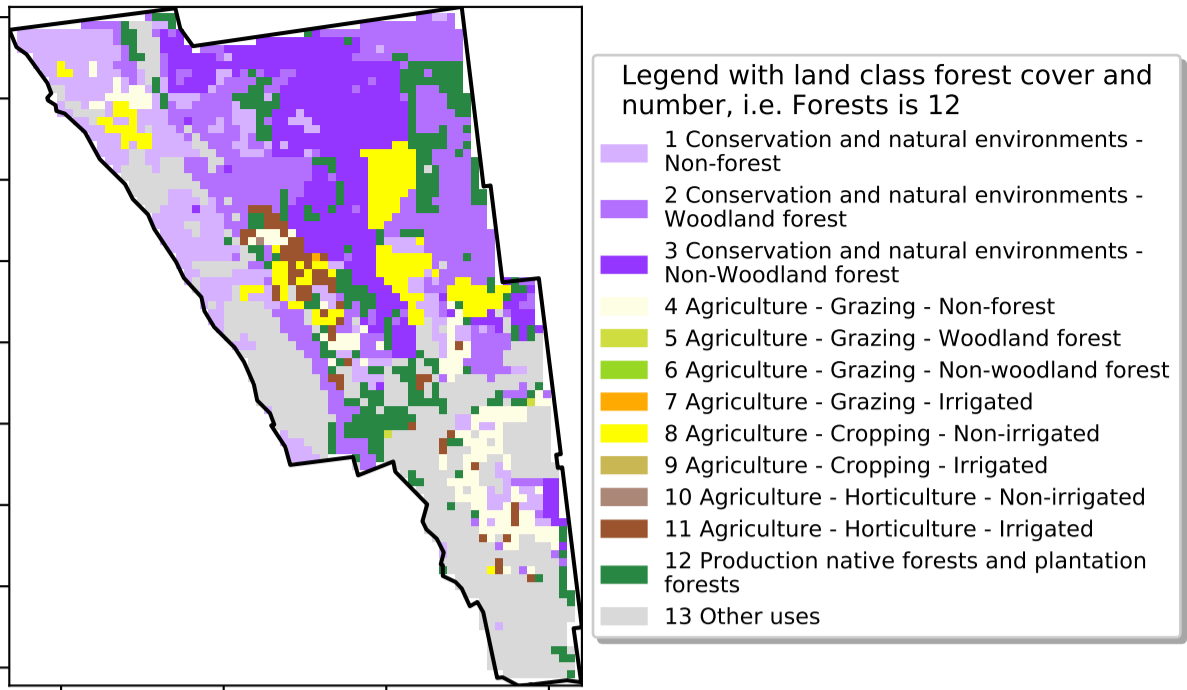 Legend with land class forest cover and
number, i.e. Forests is 12
1 Conservation and natural environments -
Non-forest
2 Conservation and natural environments -
Woodland forest
3 Conservation and natural environments -
Non-Woodland forest
4 Agriculture - Grazing - Non-forest
5 Agriculture - Grazing - Woodland forest
6 Agriculture - Grazing - Non-woodland forest
7 Agriculture - Grazing - Irrigated
8 Agriculture - Cropping - Non-irrigated
9 Agriculture - Cropping - Irrigated
10 Agriculture - Horticulture - Non-irrigated
11 Agriculture - Horticulture - Irrigated
12 Production native forests and plantation
forests
13 Other uses